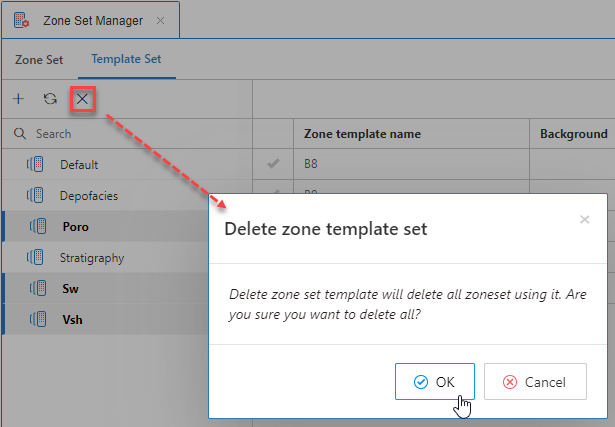 Zone Set Manager
Zone Set Template Set
Search
Zone template name Background
Default
B8
Depofacies
Poro
Stratigraphy
Sw
Vsh
Delete zone template set
Delete zone set template will delete all zoneset using it. Are
you sure you want to delete all?
OK Cancel